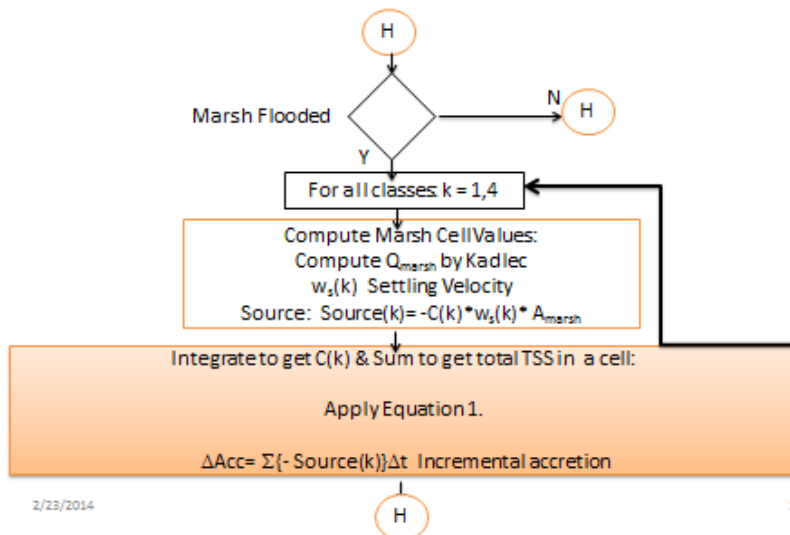 H
Marsh Flooded
N
H
Y
For all classes: k = 1,4
Compute Marsh Cell Values:
Compute Qmarsh by Kadlec
ws(k) Settling Velocity
Source: Source(k)= -C(k)*ws(k)* Amarsh
Integrate to get C(k) & Sum to get total TSS in a cell:
Apply Equation 1.
ΔAcc= Σ{- Source(k)}Δt Incremental accretion
2/23/2014
H